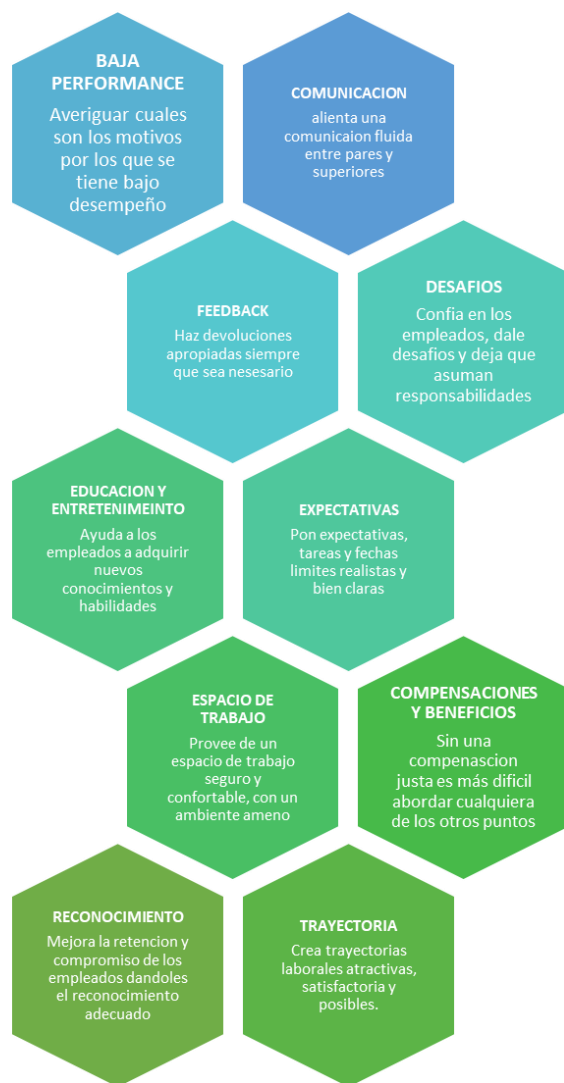 BAJA
PERFORMANCE
Averiguar cuales
son los motivos
por los que se
tiene bajo
desempeño
COMUNICACION
alienta una
comunicaion fluida
entre pares y
superiores
FEEDBACK
Haz devoluciones
apropiadas siempre
que sea nesesario
DESAFIOS
Confia en los
empleados, dale
desafios y deja que
asuman
responsabilidades
EDUCACION Y
ENTRETENIMEINTO
Ayuda a los
empleados a adquirir
nuevos
conocimientos y
habilidades
EXPECTATIVAS
Pon expectativas,
tareas y fechas
limites realistas y
bien claras
ESPACIO DE
TRABAJO
Provee de un
espacio de trabajo
seguro y
confortable, con un
ambiente ameno
COMPENSACIONES
Y BENEFICIOS
Sin una
compenascion
justa es más dificil
abordar cualquiera
de los otros puntos
RECONOCIMIENTO
Mejora la retencion y
compromiso de los
empleados dandoles
el reconocimiento
adecuado
TRAYECTORIA
Crea trayectorias
laborales atractivas,
satisfactoria y
posibles.